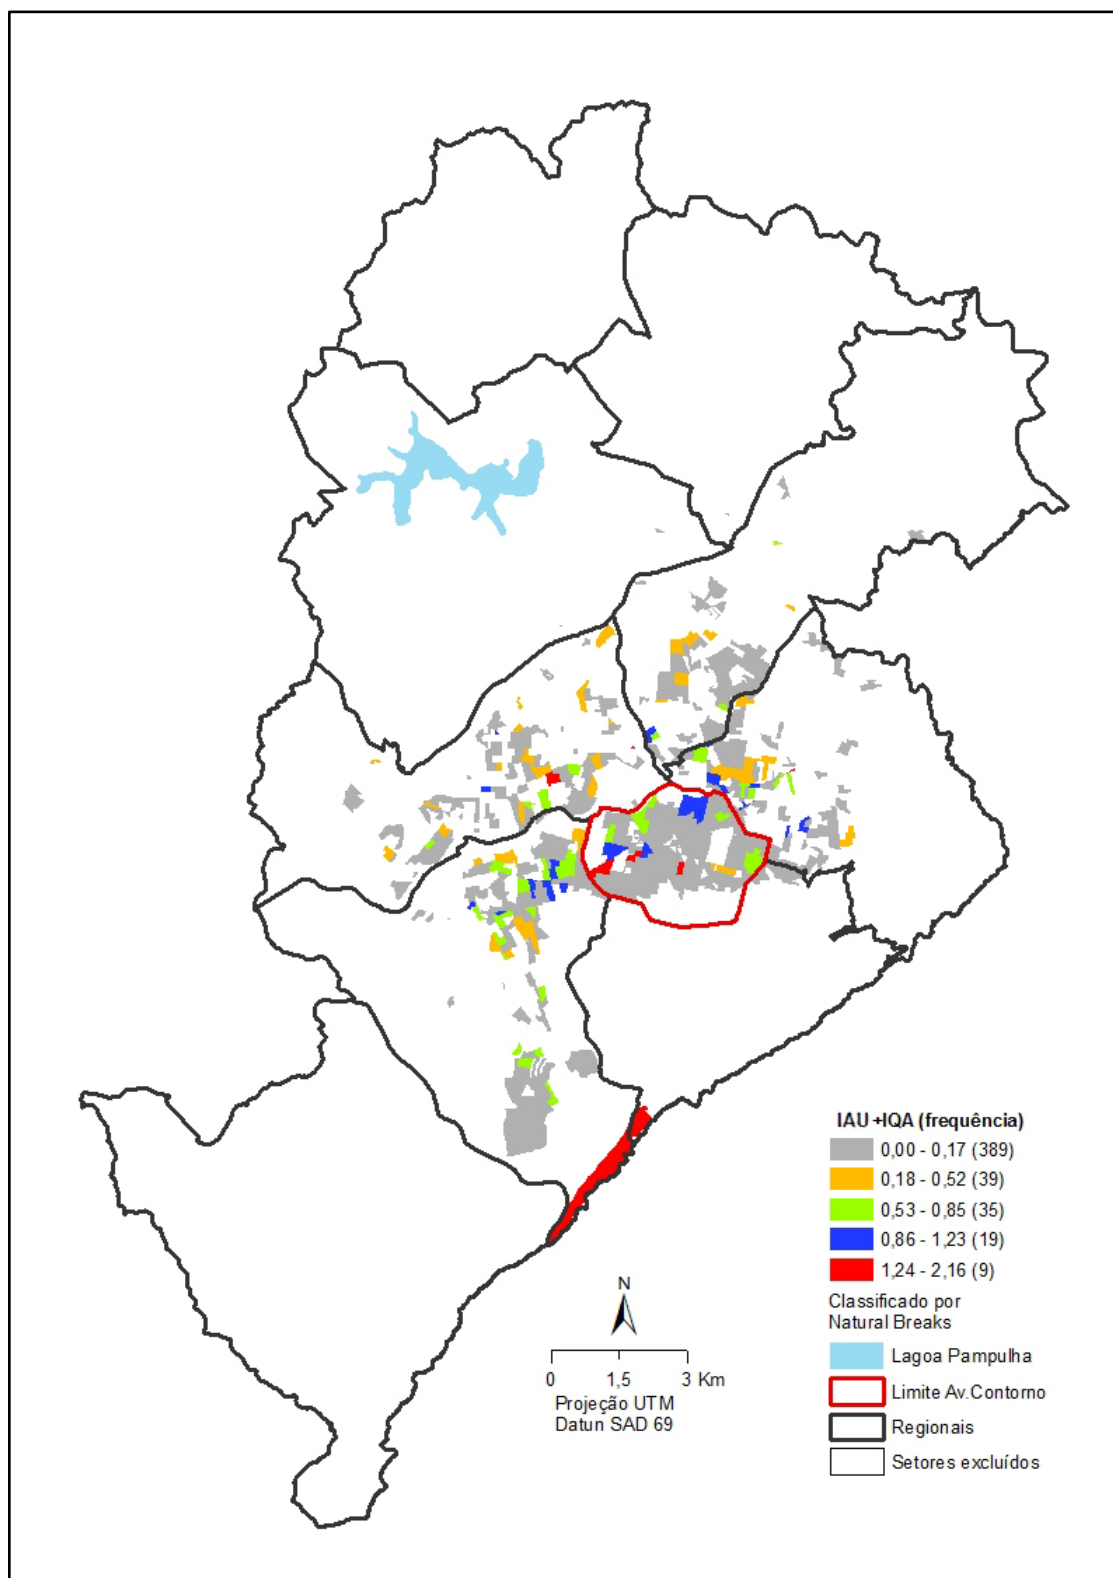 IAU +IQA (frequência)
0,00 - 0,17 (389)
0,18 - 0,52 (39)
0,53 - 0,85 (35)
0,86 - 1,23 (19)
1,24 - 2,16 (9)
Classificado por
Natural Breaks
Lagoa Pampulha
Limite Av.Contorno
Regionais
Setores excluídos
N
0 1,5 3 Km
Projeção UTM
Datun SAD 69